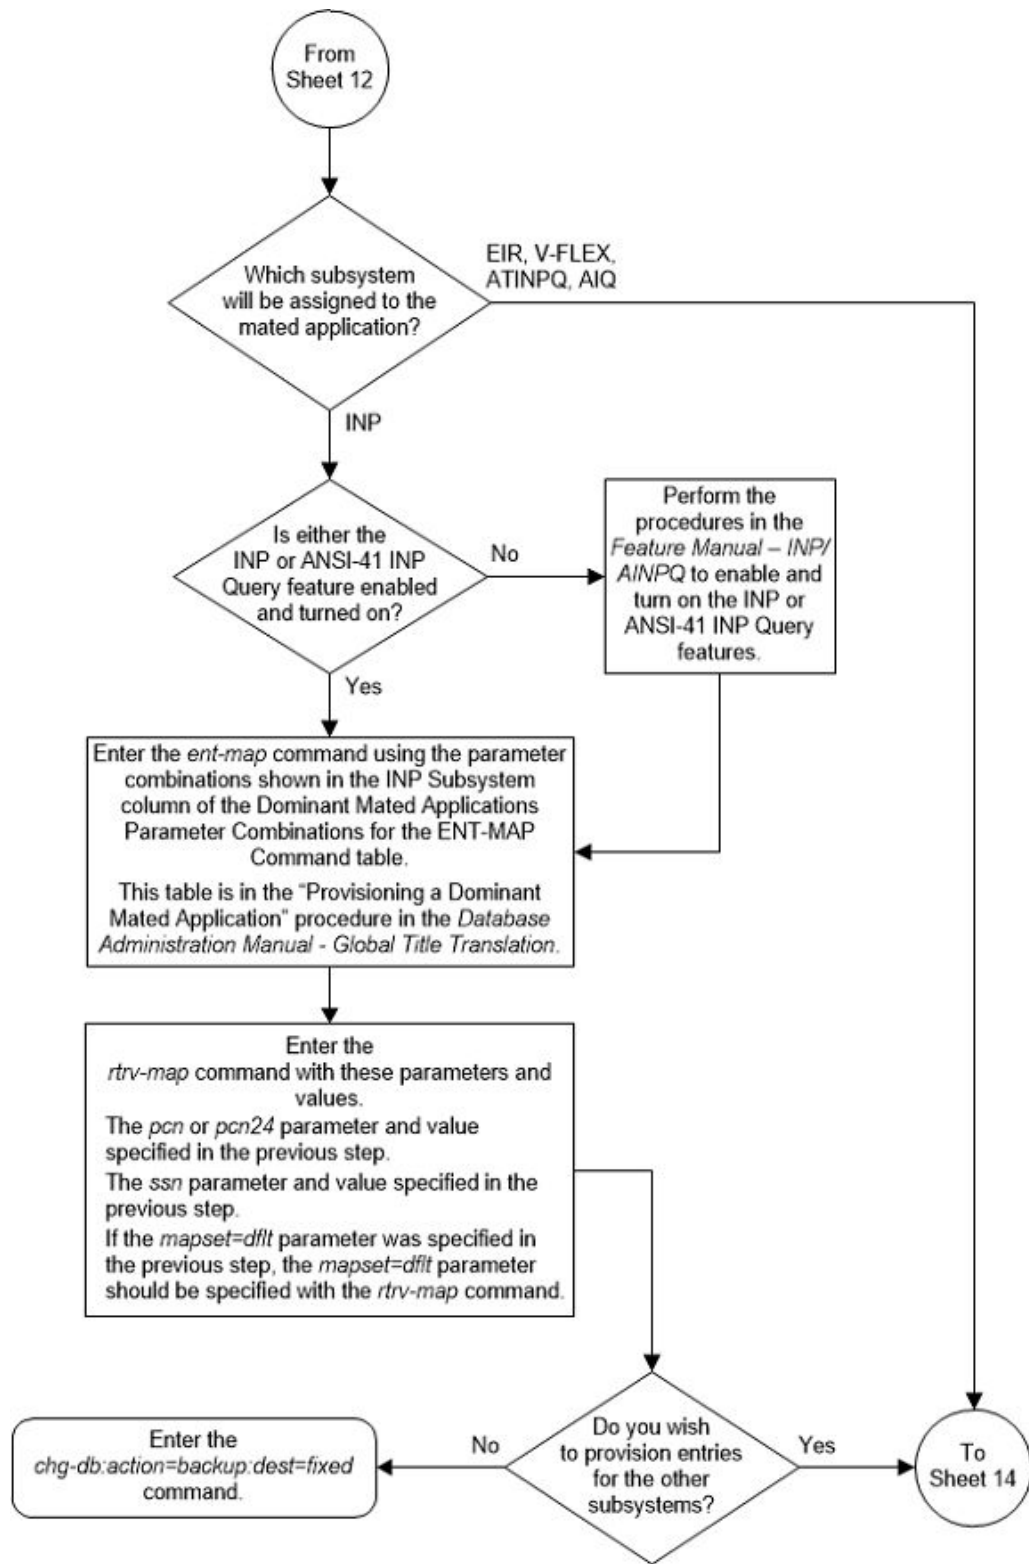 From
Sheet 12
Which subsystem
will be assigned to the
mated application?
EIR, V-FLEX,
ATINPQ, AIQ
INP
Is either the
INP or ANSI-41 INP
Query feature enabled
and turned on?
No
Perform the
procedures in the
Feature Manual – INP/
AINPQ to enable and
turn on the INP or
ANSI-41 INP Query
features.
Yes
Enter the ent-map command using the parameter
combinations shown in the INP Subsystem
column of the Dominant Mated Applications
Parameter Combinations for the ENT-MAP
Command table.
This table is in the “Provisioning a Dominant
Mated Application” procedure in the Database
Administration Manual - Global Title Translation.
Enter the
rtrv-map command with these parameters and
values.
The pcn or pcn24 parameter and value
specified in the previous step.
The ssn parameter and value specified in the
previous step.
If the mapset=dflt parameter was specified in
the previous step, the mapset=dflt parameter
should be specified with the rtrv-map command.
Do you wish
to provision entries
for the other
subsystems?
No
Yes
Enter the
chg-db:action=backup:dest=fixed
command.
To
Sheet 14